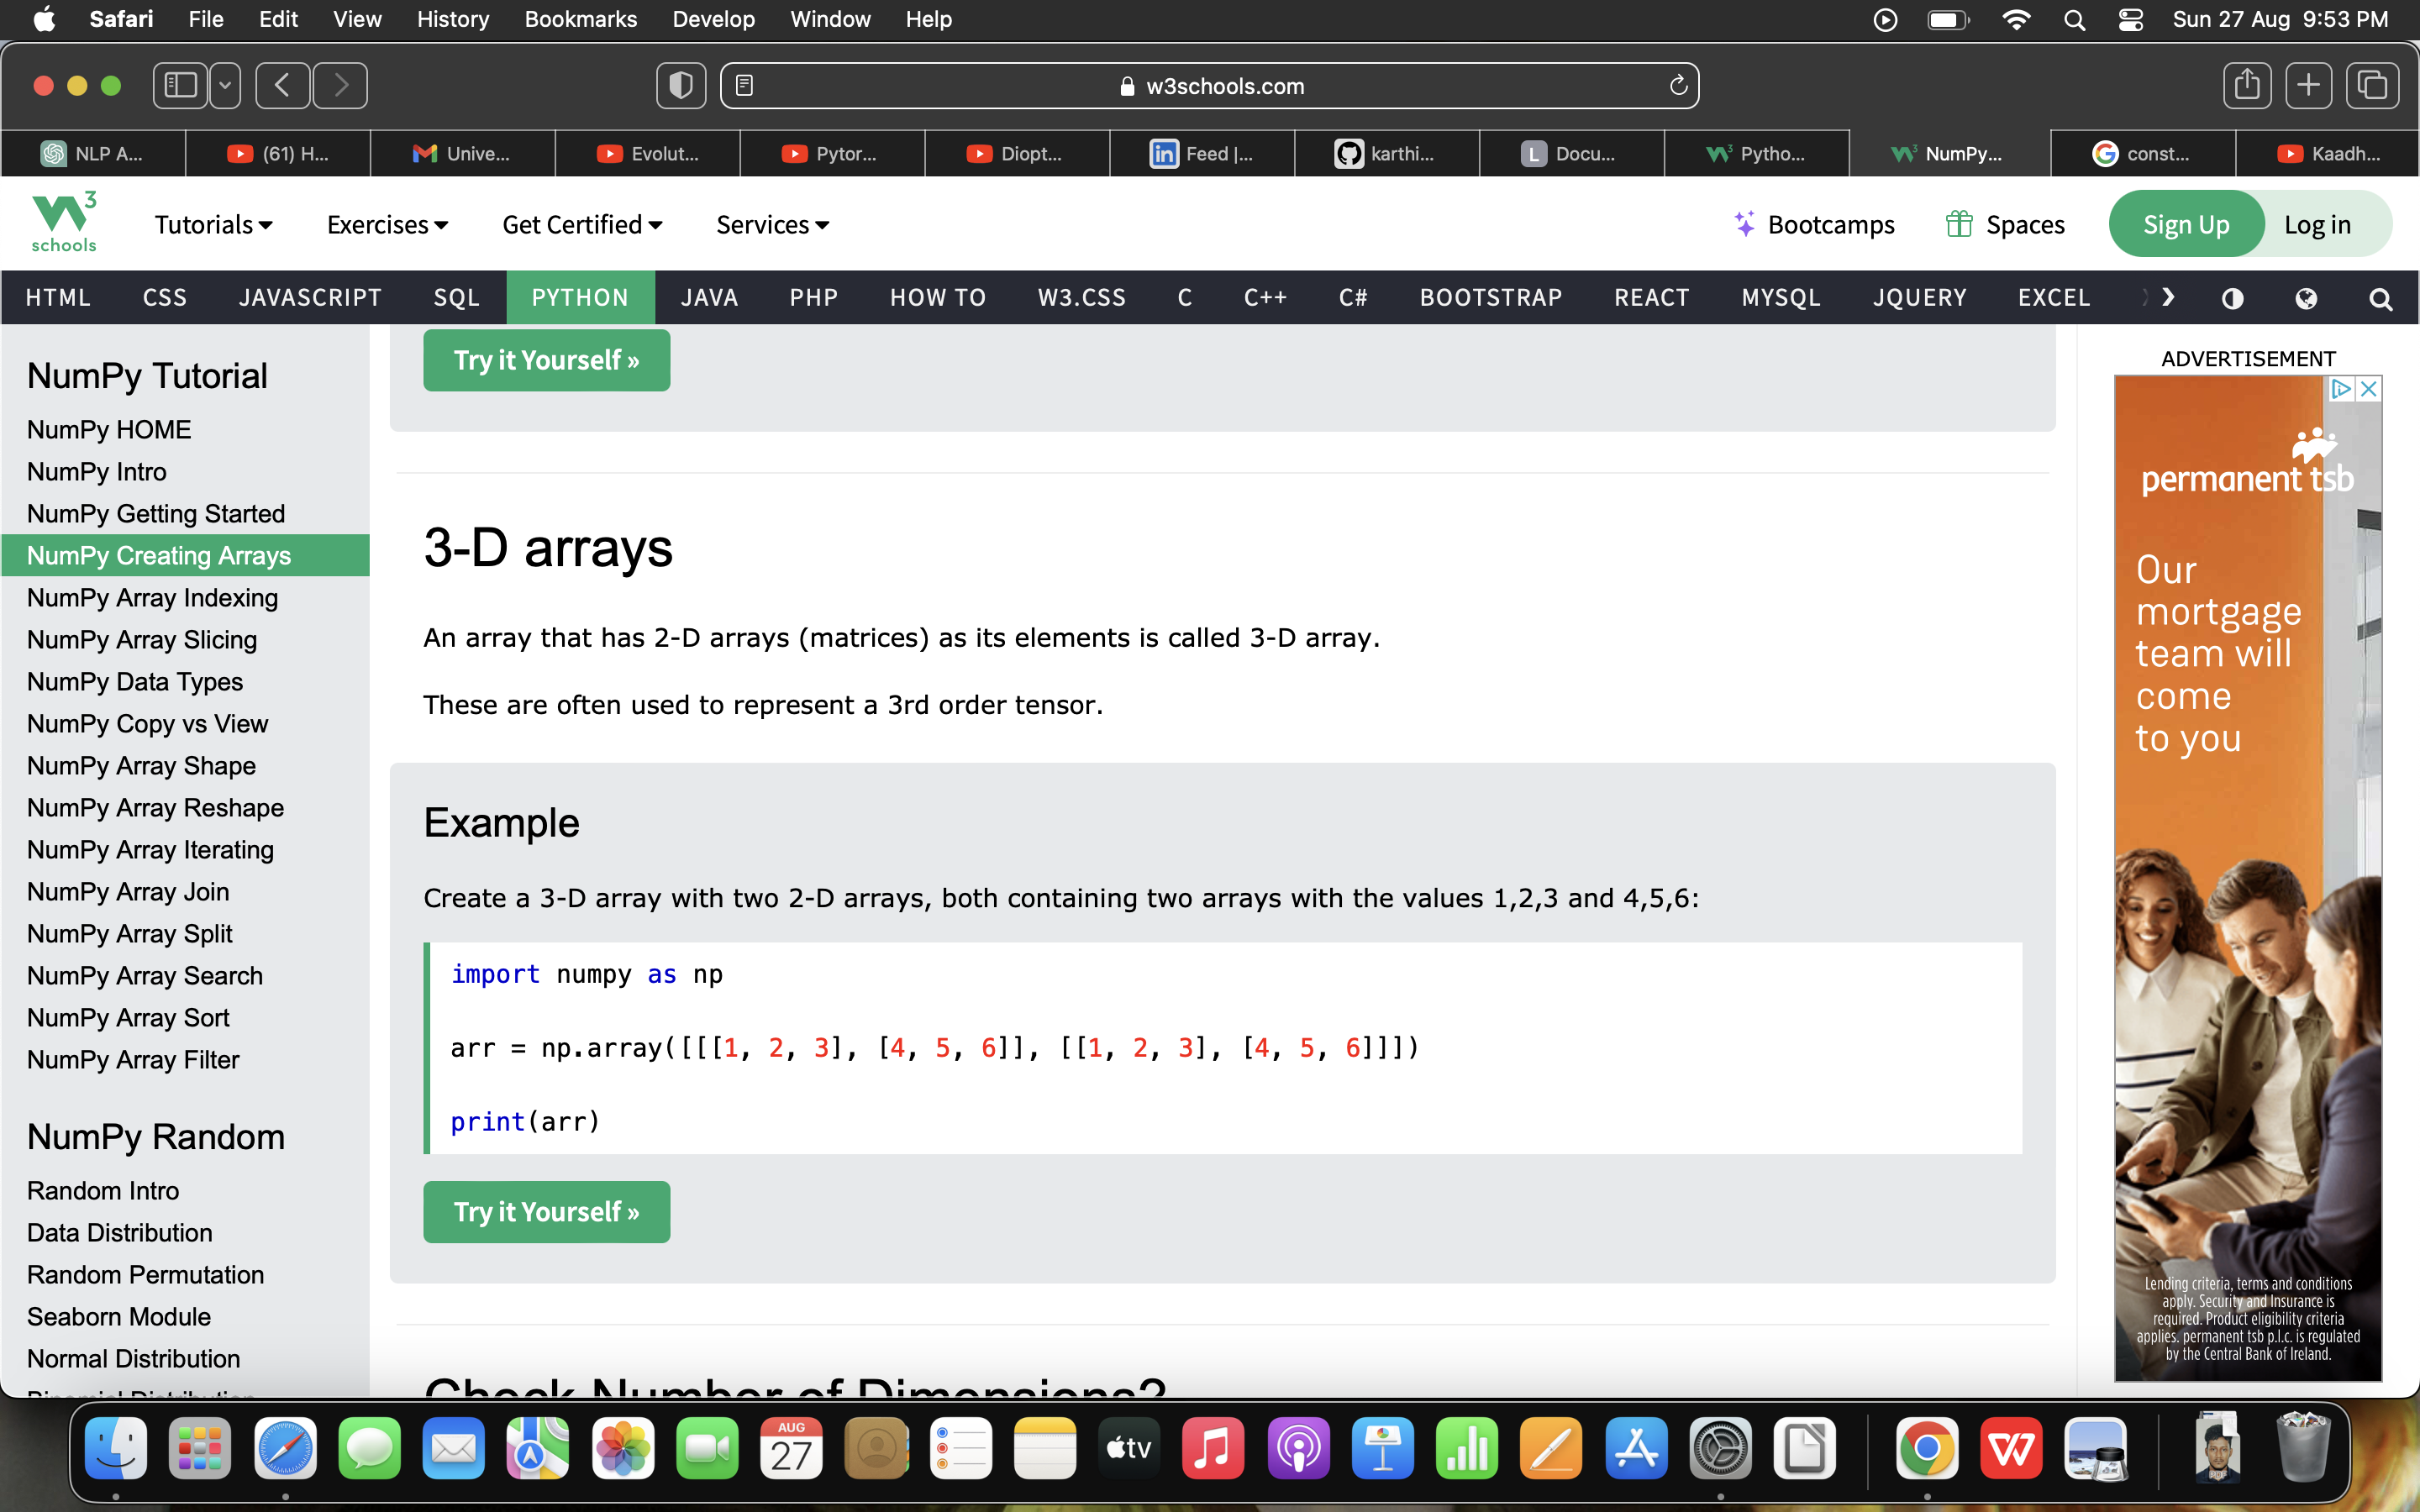 Safari File Edit View History Bookmarks Develop Window Help Sun 27 Aug 9:53 PM
w3schools.com
NLP A... (61) H... Unive... Evolut... Pytor... Diopt... Feed |... karthi... Docu... Pytho... NumPy... const... Kaadh...
W3 schools Tutorials Exercises Get Certified Services Bootcamps Spaces Sign Up Log in
HTML CSS JAVASCRIPT SQL PYTHON JAVA PHP HOW TO W3.CSS C C++ C# BOOTSTRAP REACT MYSQL JQUERY EXCEL
NumPy Tutorial
NumPy HOME
NumPy Intro
NumPy Getting Started
NumPy Creating Arrays
NumPy Array Indexing
NumPy Array Slicing
NumPy Data Types
NumPy Copy vs View
NumPy Array Shape
NumPy Array Reshape
NumPy Array Iterating
NumPy Array Join
NumPy Array Split
NumPy Array Search
NumPy Array Sort
NumPy Array Filter
NumPy Random
Random Intro
Data Distribution
Random Permutation
Seaborn Module
Normal Distribution
Binomial Distribution
Try it Yourself »
3-D arrays
An array that has 2-D arrays (matrices) as its elements is called 3-D array.
These are often used to represent a 3rd order tensor.
Example
Create a 3-D array with two 2-D arrays, both containing two arrays with the values 1,2,3 and 4,5,6:
import numpy as np
arr = np.array([[[1, 2, 3], [4, 5, 6]], [[1, 2, 3], [4, 5, 6]]])
print(arr)
Try it Yourself »
Check Number of Dimensions?
ADVERTISEMENT
permanent tsb
Our
mortgage
team will
come
to you
Lending criteria, terms and conditions
apply. Security and Insurance is
required. Product eligibility criteria
applies. permanent tsb p.l.c. is regulated
by the Central Bank of Ireland.
AUG
27
tv